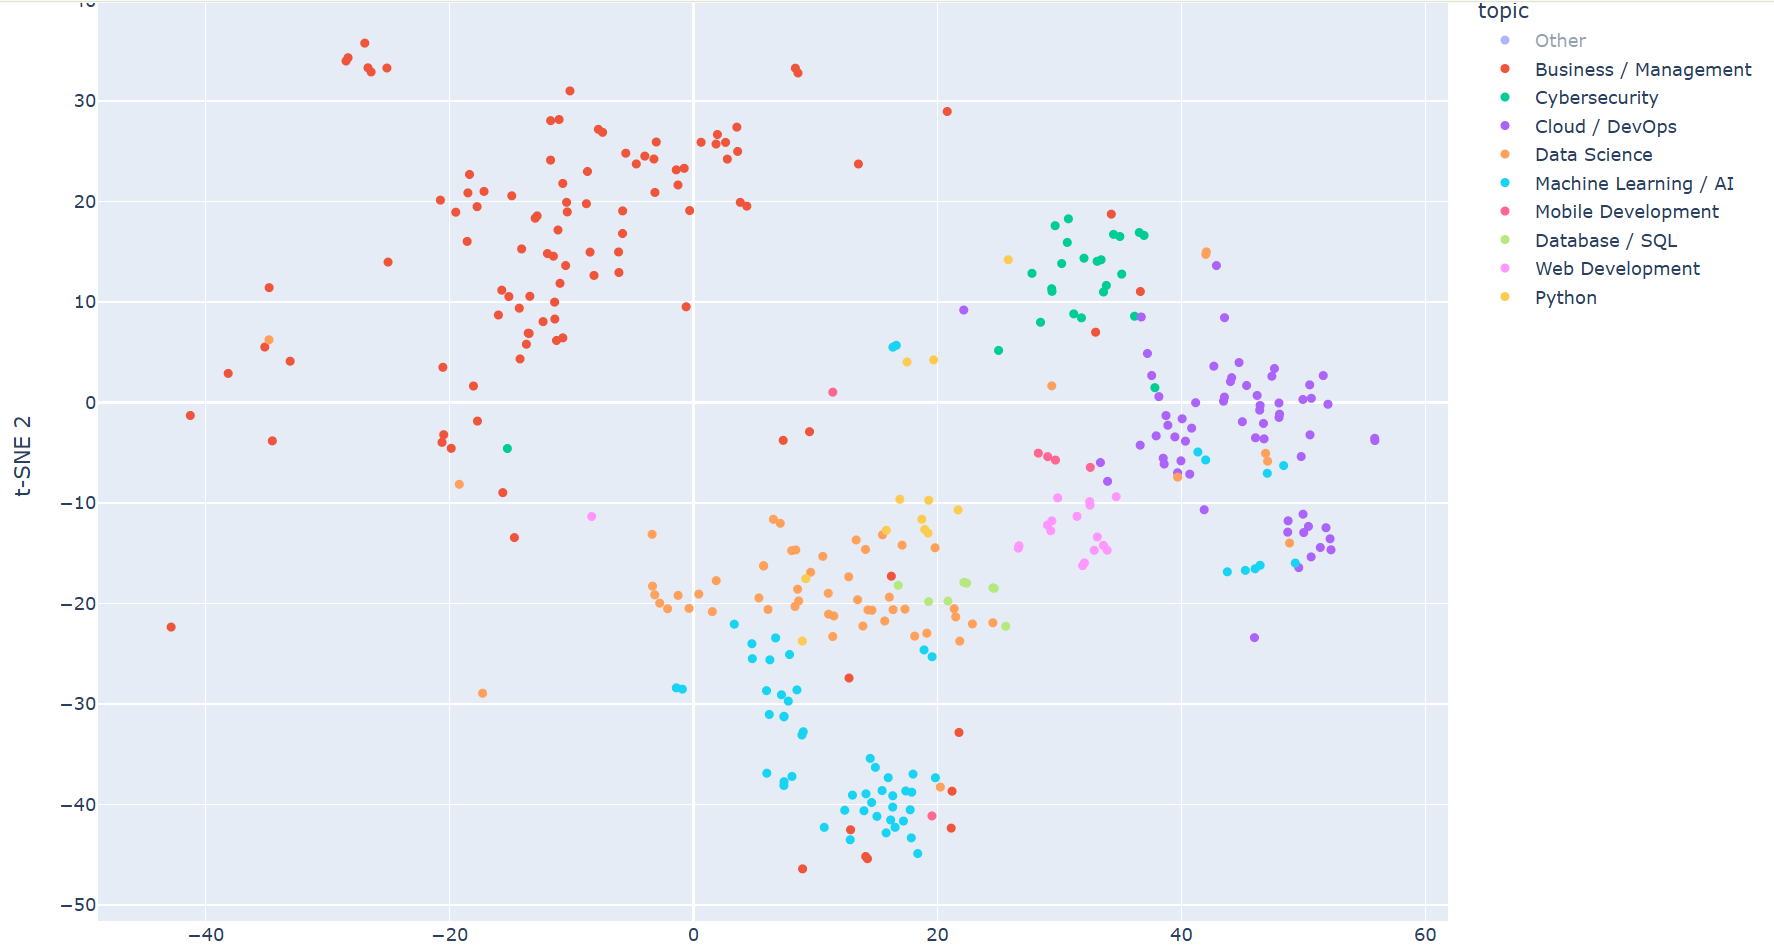 topic
Other
Business / Management
Cybersecurity
Cloud / DevOps
Data Science
Machine Learning / AI
Mobile Development
Database / SQL
Web Development
Python
t-SNE 2
30
20
10
0
−10
−20
−30
−40
−50
−40 −20 0 20 40 60